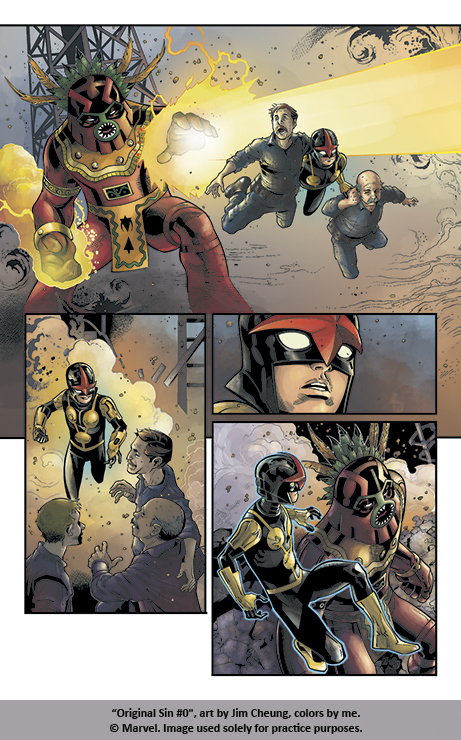 “Original Sin #0", art by Jim Cheung, colors by me.
© Marvel. Image used solely for practice purposes.